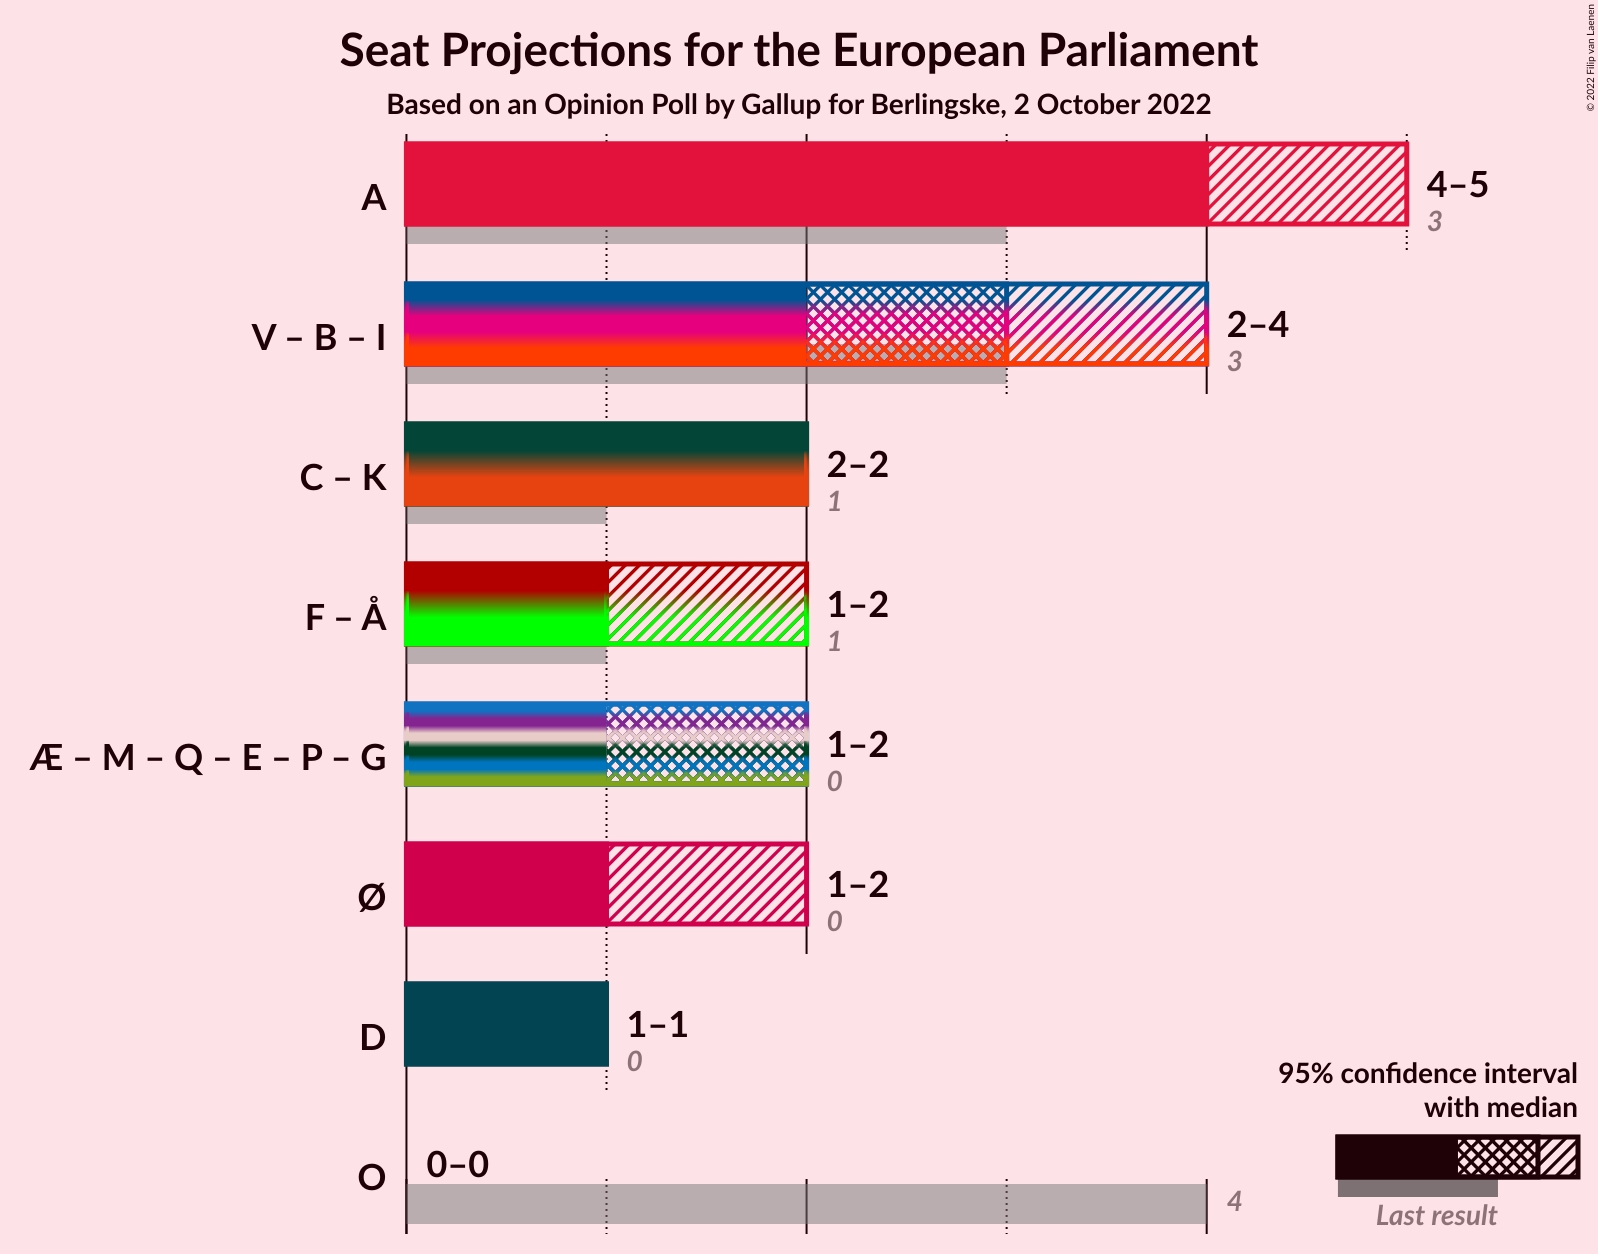 Seat Projections for the European Parliament
Based on an Opinion Poll by Gallup for Berlingske, 2 October 2022
© 2022 Filip van Laenen
A
4–5
3
V – B – I
2–4
3
C – K
2–2
1
F – Å
1–2
1
Æ – M – Q – E – P – G
1–2
0
Ø
1–2
0
D
1–1
0
O
0–0
4
95% confidence interval
with median
Last result